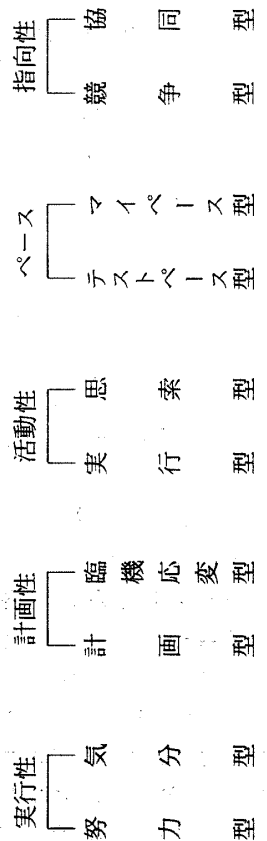 実行性
努力型
気分型
計画性
計画型
臨機応変型
活動性
実行型
思索型
ペース
テストペース型
マイペース型
指向性
競争型
協同型